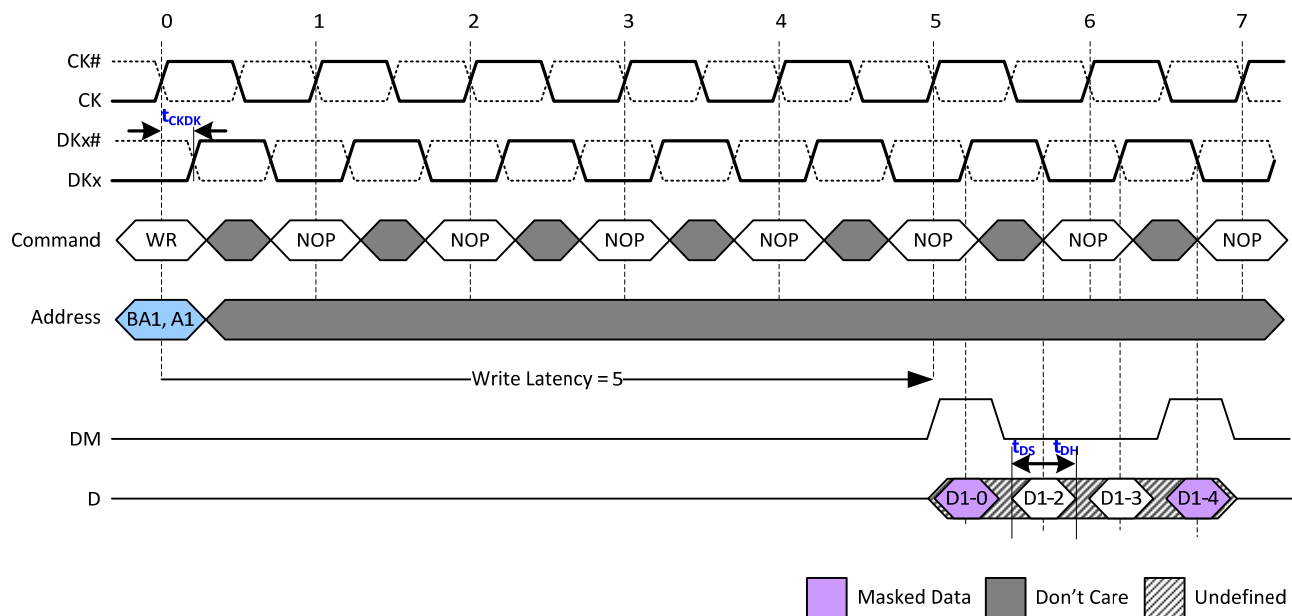 0 1 2 3 4 5 6 7
CK#
CK
tCKDK
DKx#
DKx
Command WR NOP NOP NOP NOP NOP NOP NOP
Address BA1, A1
Write Latency = 5
DM
tDS tDH
D D1-0 D1-2 D1-3 D1-4
Masked Data Don't Care Undefined